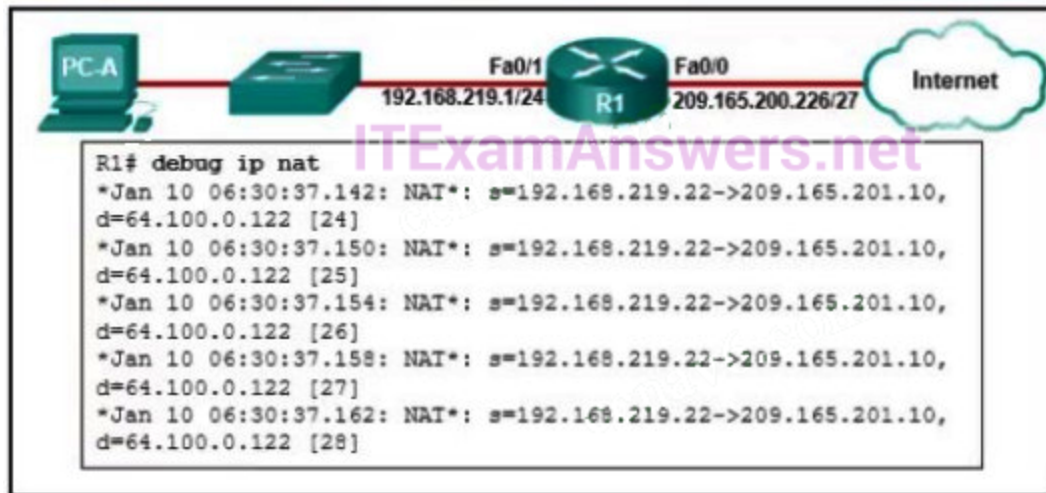 PC-A
Fa0/1
Fa0/0
Internet
192.168.219.1/24
R1
209.165.200.226/27
ITExamAnswers.net
R1# debug ip nat
*Jan 10 06:30:37.142: NAT*: s=192.168.219.22->209.165.201.10,
d=64.100.0.122 [24]
*Jan 10 06:30:37.150: NAT*: s=192.168.219.22->209.165.201.10,
d=64.100.0.122 [25]
*Jan 10 06:30:37.154: NAT*: s=192.168.219.22->209.165.201.10,
d=64.100.0.122 [26]
*Jan 10 06:30:37.158: NAT*: s=192.168.219.22->209.165.201.10,
d=64.100.0.122 [27]
*Jan 10 06:30:37.162: NAT*: s=192.168.219.22->209.165.201.10,
d=64.100.0.122 [28]